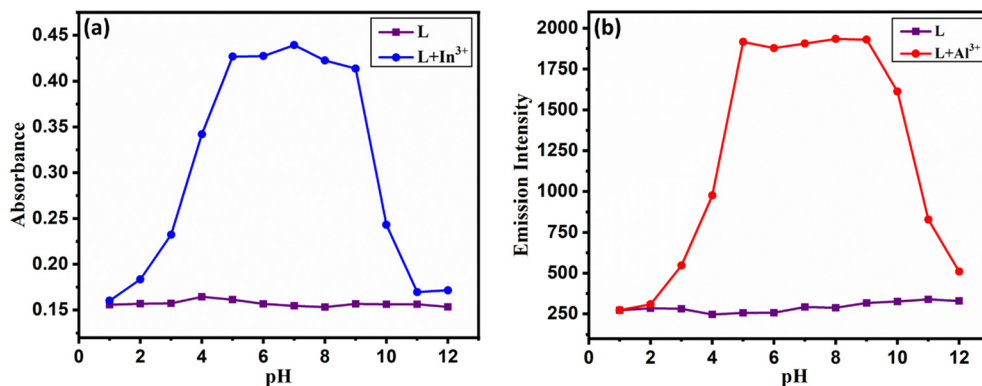 (a)
L
L+In³⁺
0.45
0.40
0.35
0.30
0.25
0.20
0.15
Absorbance
0 2 4 6 8 10 12
pH
(b)
L
L+Al³⁺
2000
1750
1500
1250
1000
750
500
250
Emission Intensity
0 2 4 6 8 10 12
pH